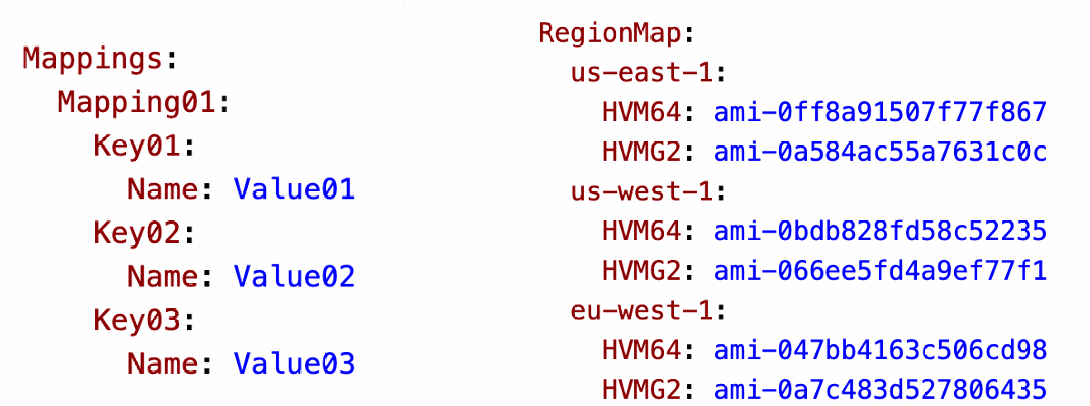 Mappings:
Mapping01:
Key01:
Name: Value01
Key02:
Name: Value02
Key03:
Name: Value03
RegionMap:
us-east-1:
HVM64: ami-0ff8a91507f77f867
HVMG2: ami-0a584ac55a7631c0c
us-west-1:
HVM64: ami-0bdb828fd58c52235
HVMG2: ami-066ee5fd4a9ef77f1
eu-west-1:
HVM64: ami-047bb4163c506cd98
HVMG2: ami-0a7c483d527806435